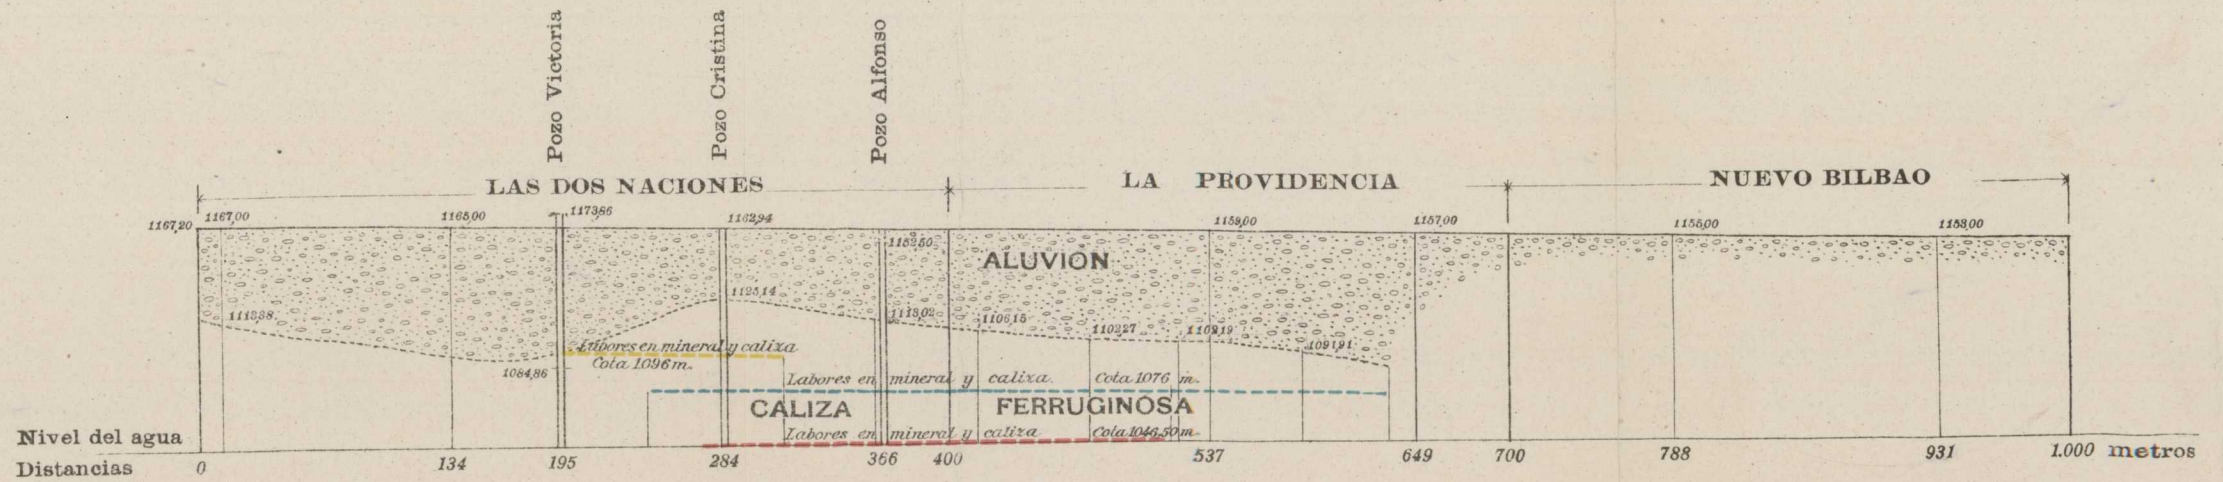 Pozo Victoria
Pozo Cristina
Pozo Alfonso
LAS DOS NACIONES
LA PROVIDENCIA
NUEVO BILBAO
1167,20
1167,00
1165,00
1173,86
1162,94
1159,00
1157,00
1155,00
1153,00
1152,50
ALUVIÓN
1125,14
1113,38
1113,02
1106,15
1102,27
1102,19
1091,91
Labores en mineral y caliza
Cota 1096 m.
1084,86
Labores en mineral y caliza. Cota 1076 m.
CALIZA FERRUGINOSA
Labores en mineral y caliza Cota 1046,50 m
Nivel del agua
Distancias 0 134 195 284 366 400 537 649 700 788 931 1.000 metros